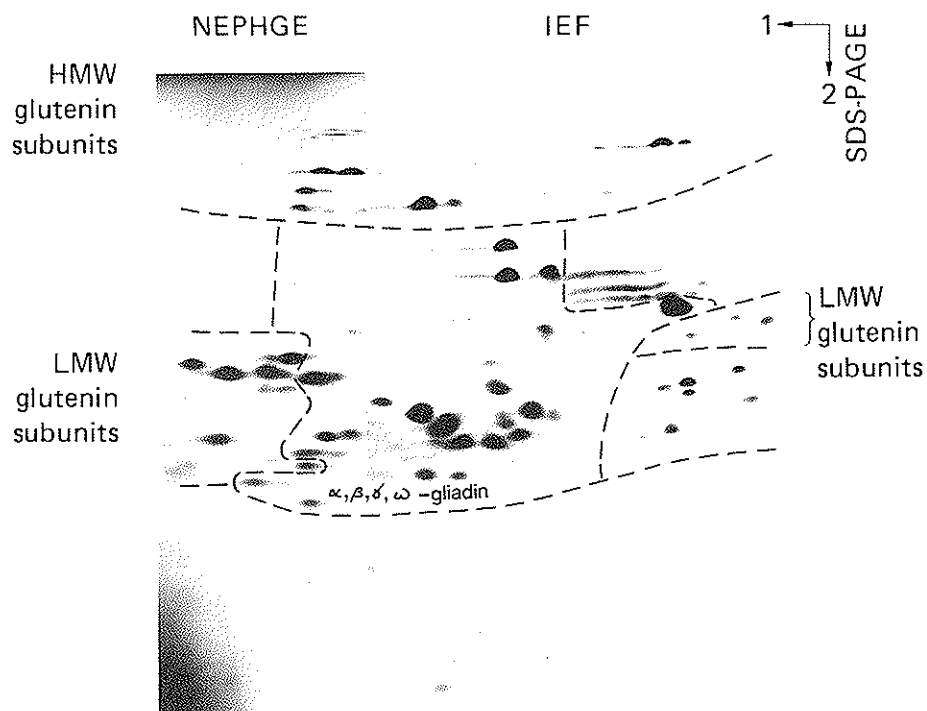 NEPHGE
IEF
1
2
SDS-PAGE
HMW
glutenin
subunits
LMW
glutenin
subunits
LMW
glutenin
subunits
α,β,ɣ,ω -gliadin